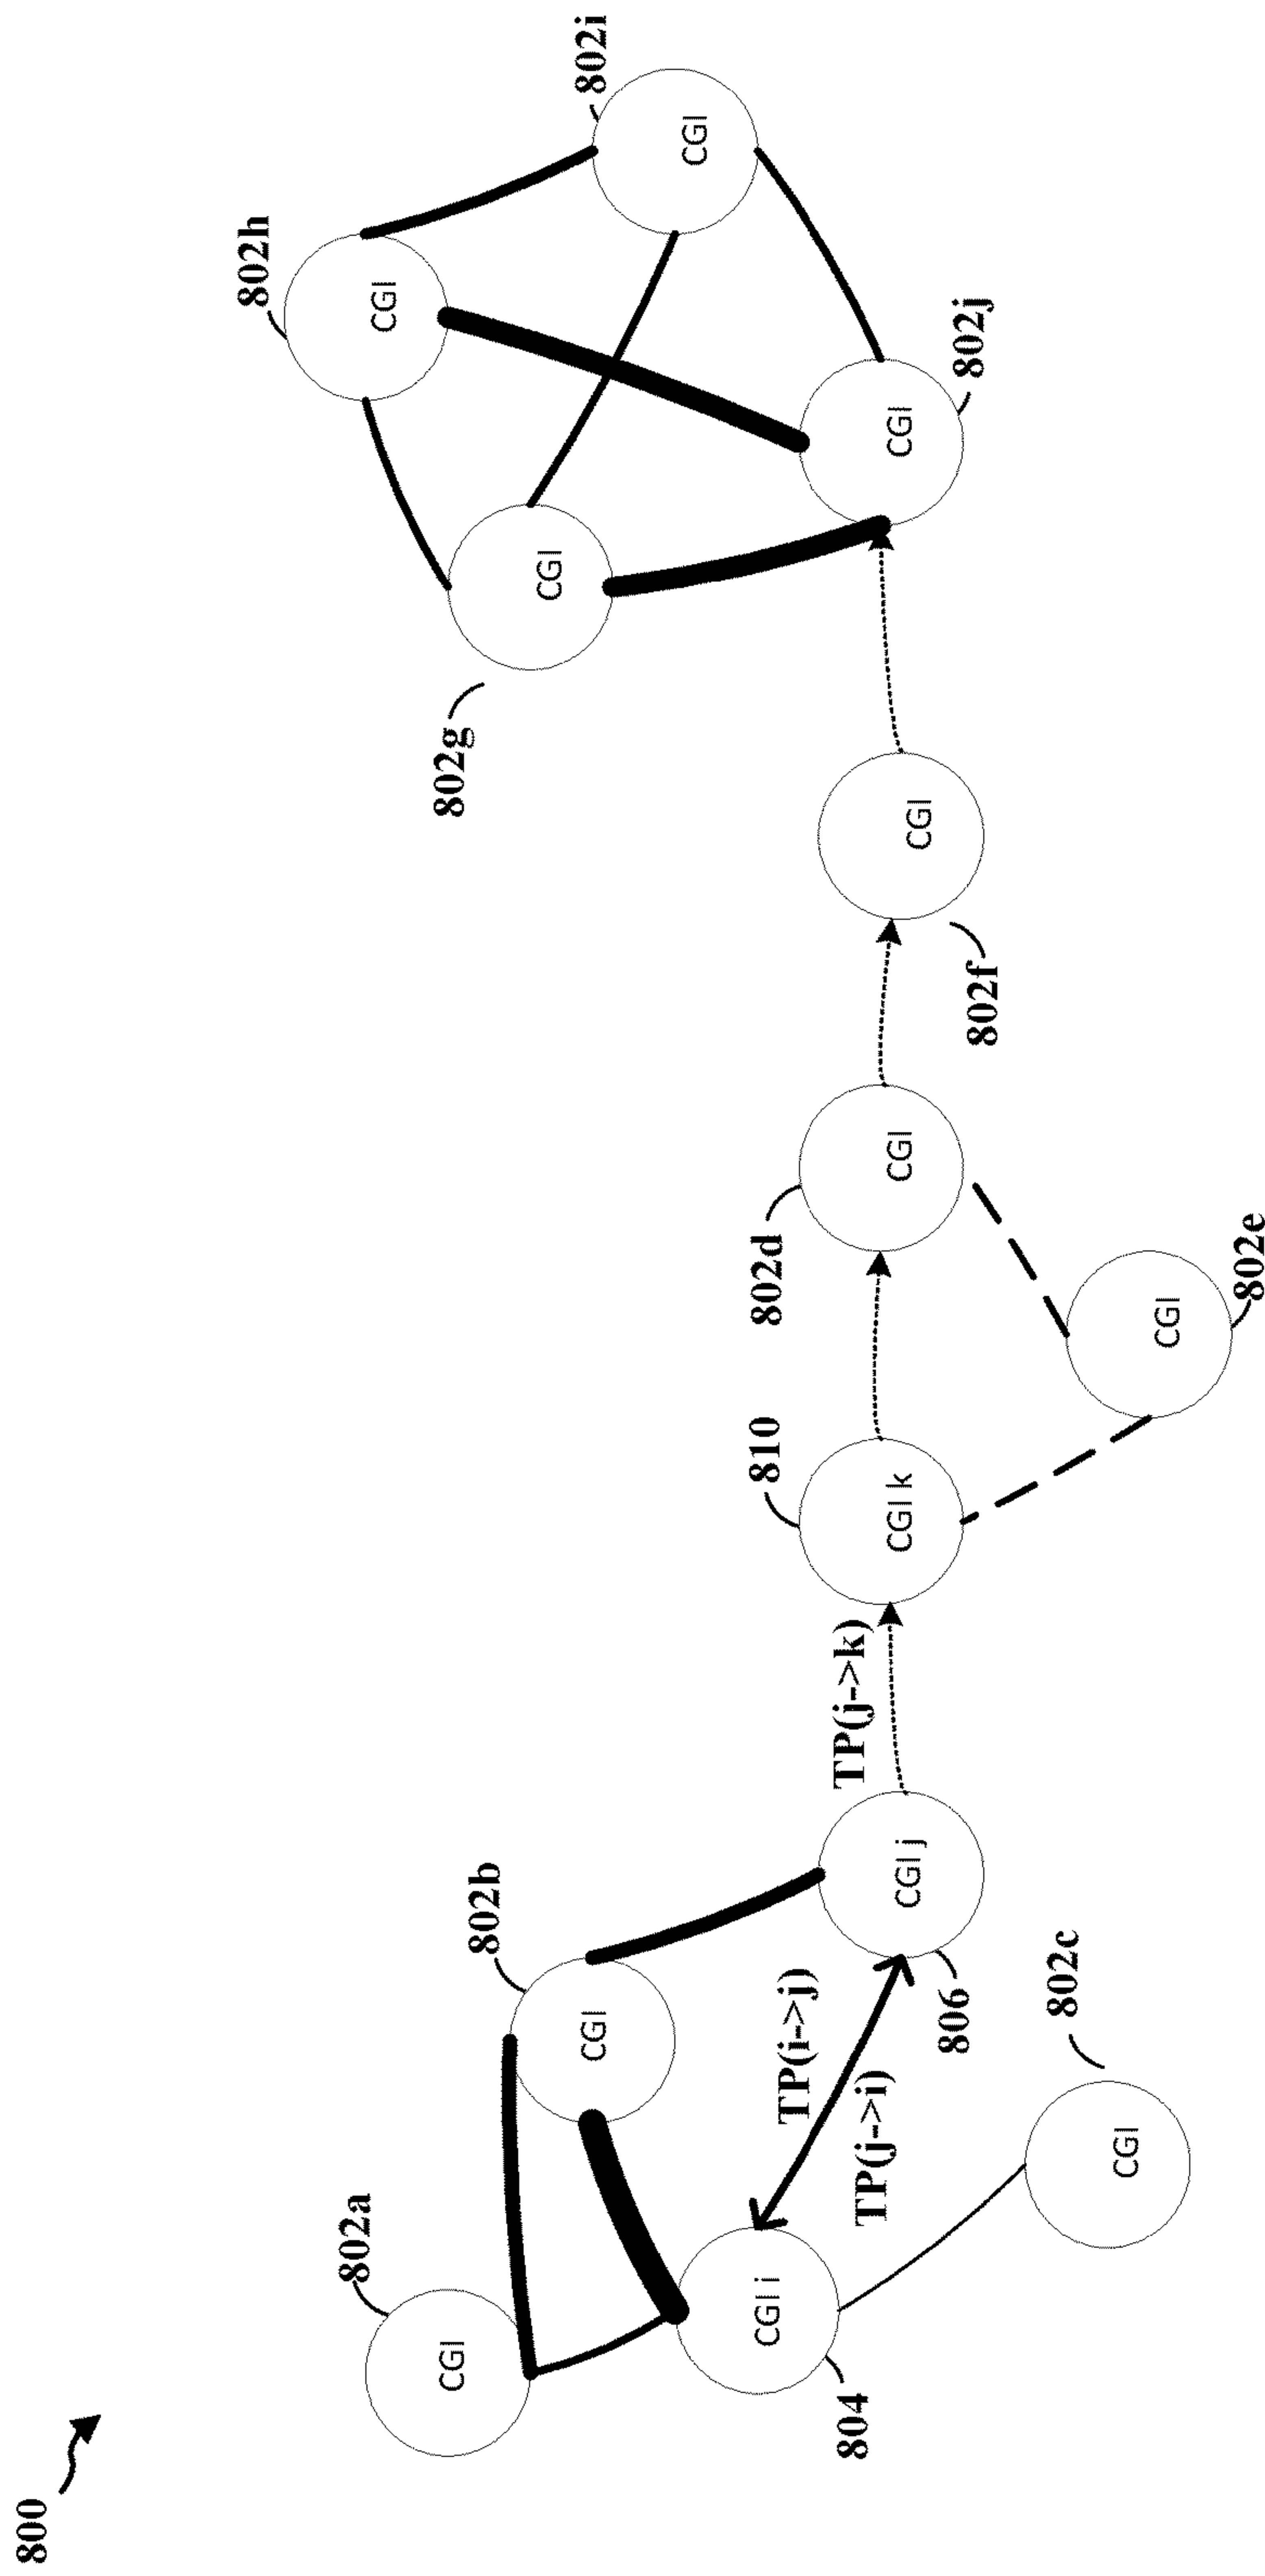 800
802h
802a
CGI
CGI
802g
802b
CGI
CGI
802i
CGI
CGI i
810
802d
TP(i->j)
804
TP(j->k)
TP(j->i)
CGI j
CGI k
CGI
CGI
CGI
806
802f
802j
802c
CGI
CGI
802e